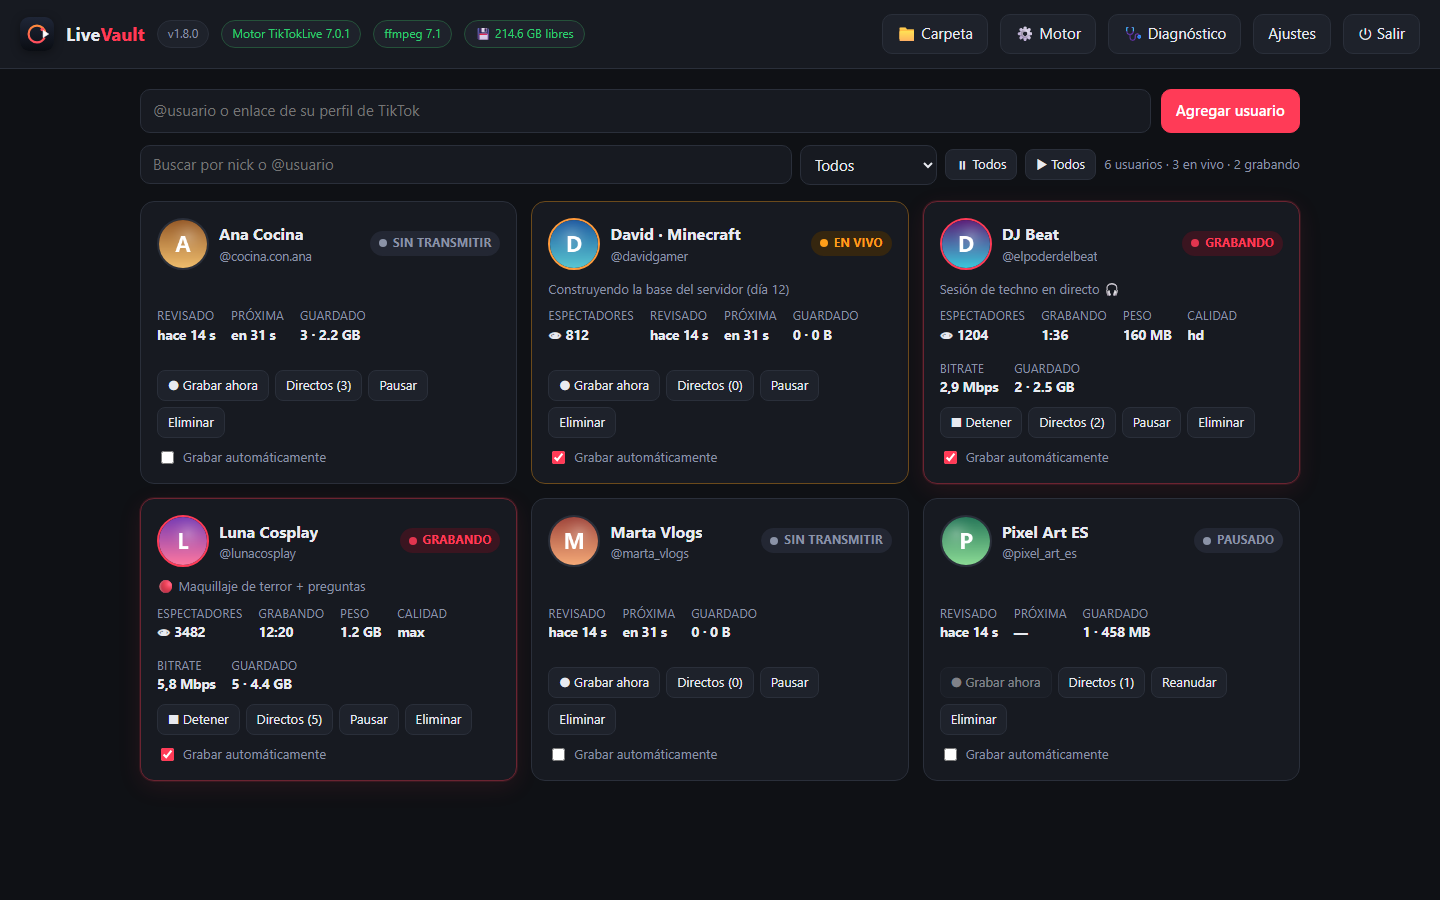 LiveVault v1.8.0 Motor TikTokLive 7.0.1 ffmpeg 7.1 💾 214.6 GB libres 📁 Carpeta ⚙️ Motor 🩺 Diagnóstico Ajustes ⏻ Salir
@usuario o enlace de su perfil de TikTok Agregar usuario
Buscar por nick o @usuario Todos ⏸ Todos ▶ Todos 6 usuarios · 3 en vivo · 2 grabando
A Ana Cocina SIN TRANSMITIR
@cocina.con.ana
REVISADO PRÓXIMA GUARDADO
hace 14 s en 31 s 3 · 2.2 GB
● Grabar ahora Directos (3) Pausar
Eliminar
Grabar automáticamente
D David · Minecraft EN VIVO
@davidgamer
Construyendo la base del servidor (día 12)
ESPECTADORES REVISADO PRÓXIMA GUARDADO
👁 812 hace 14 s en 31 s 0 · 0 B
● Grabar ahora Directos (0) Pausar
Eliminar
Grabar automáticamente
D DJ Beat GRABANDO
@elpoderdelbeat
Sesión de techno en directo 🎧
ESPECTADORES GRABANDO PESO CALIDAD
👁 1204 1:36 160 MB hd
BITRATE GUARDADO
2,9 Mbps 2 · 2.5 GB
■ Detener Directos (2) Pausar Eliminar
Grabar automáticamente
L Luna Cosplay GRABANDO
@lunacosplay
🔴 Maquillaje de terror + preguntas
ESPECTADORES GRABANDO PESO CALIDAD
👁 3482 12:20 1.2 GB max
BITRATE GUARDADO
5,8 Mbps 5 · 4.4 GB
■ Detener Directos (5) Pausar Eliminar
Grabar automáticamente
M Marta Vlogs SIN TRANSMITIR
@marta_vlogs
REVISADO PRÓXIMA GUARDADO
hace 14 s en 31 s 0 · 0 B
● Grabar ahora Directos (0) Pausar
Eliminar
Grabar automáticamente
P Pixel Art ES PAUSADO
@pixel_art_es
REVISADO PRÓXIMA GUARDADO
hace 14 s — 1 · 458 MB
● Grabar ahora Directos (1) Reanudar
Eliminar
Grabar automáticamente